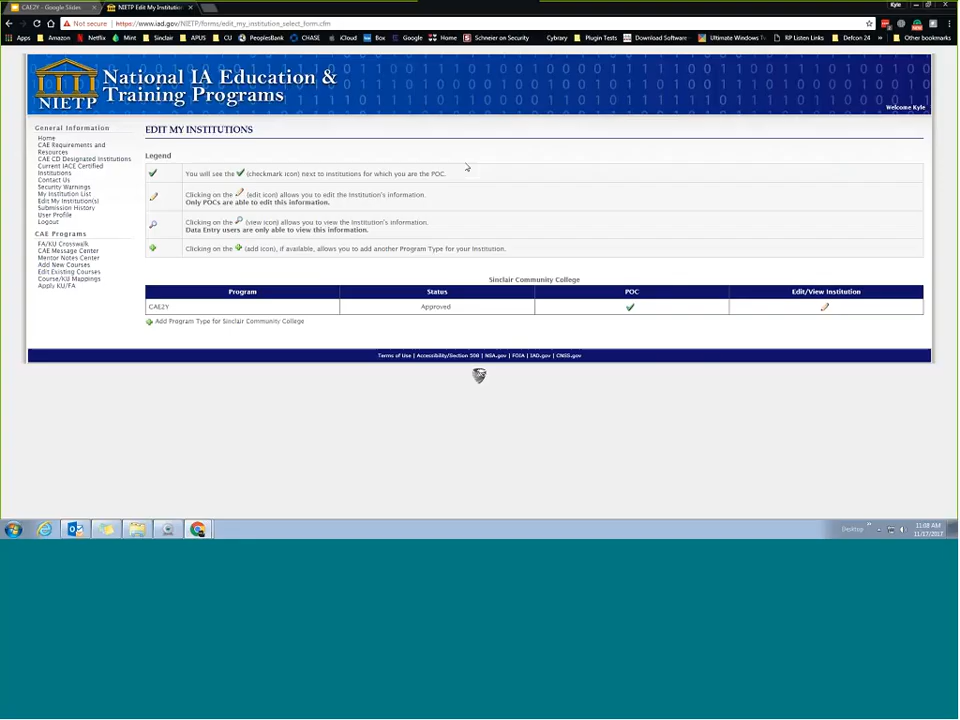 CAE2Y - Google Slides
NIETP Edit My Institution
Kyle
Not secure | https://www.iad.gov/NIETP/forms/edit_my_institution_select_form.cfm
Apps Amazon Netflix Mint Sinclair APUS CU PeoplesBank CHASE iCloud Box Google Home Schneier on Security Cybrary Plugin Tests Download Software Ultimate Windows RP Listen Links Defcon 24 » Other bookmarks
NIETP
National IA Education &
Training Programs
Welcome Kyle
General Information
Home
CAE Requirements and
Resources
CAE CD Designated Institutions
Current IACE Certified
Institutions
Contact Us
Security Warnings
My Institution List
Edit My Institution(s)
Submission History
User Profile
Logout
CAE Programs
FA/KU Crosswalk
CAE Message Center
Mentor Notes Center
Add New Courses
Edit Existing Courses
Course/KU Mappings
Apply KU/FA
EDIT MY INSTITUTIONS
Legend
You will see the (checkmark icon) next to institutions for which you are the POC.
Clicking on the (edit icon) allows you to edit the Institution's information.
Only POCs are able to edit this information.
Clicking on the (view icon) allows you to view the Institution's information.
Data Entry users are only able to view this information.
Clicking on the (add icon), if available, allows you to add another Program Type for your Institution.
Sinclair Community College
Program Status POC Edit/View Institution
CAE2Y Approved
Add Program Type for Sinclair Community College
Terms of Use | Accessibility/Section 508 | NSA.gov | FOIA | IAD.gov | CNSS.gov
Desktop »
11:08 AM
11/17/2017